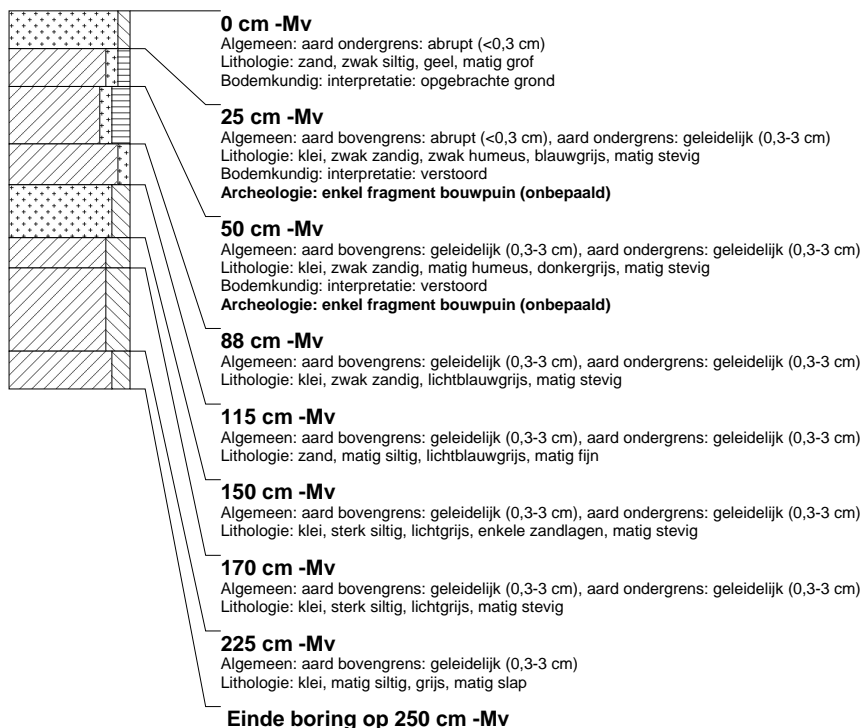 0 cm -Mv
Algemeen: aard ondergrens: abrupt (<0,3 cm)
Lithologie: zand, zwak siltig, geel, matig grof
Bodemkundig: interpretatie: opgebrachte grond
25 cm -Mv
Algemeen: aard bovengrens: abrupt (<0,3 cm), aard ondergrens: geleidelijk (0,3-3 cm)
Lithologie: klei, zwak zandig, zwak humeus, blauwgrijs, matig stevig
Bodemkundig: interpretatie: verstoord
Archeologie: enkel fragment bouwpuin (onbepaald)
50 cm -Mv
Algemeen: aard bovengrens: geleidelijk (0,3-3 cm), aard ondergrens: geleidelijk (0,3-3 cm)
Lithologie: klei, zwak zandig, matig humeus, donkergrijs, matig stevig
Bodemkundig: interpretatie: verstoord
Archeologie: enkel fragment bouwpuin (onbepaald)
88 cm -Mv
Algemeen: aard bovengrens: geleidelijk (0,3-3 cm), aard ondergrens: geleidelijk (0,3-3 cm)
Lithologie: klei, zwak zandig, lichtblauwgrijs, matig stevig
115 cm -Mv
Algemeen: aard bovengrens: geleidelijk (0,3-3 cm), aard ondergrens: geleidelijk (0,3-3 cm)
Lithologie: zand, matig siltig, lichtblauwgrijs, matig fijn
150 cm -Mv
Algemeen: aard bovengrens: geleidelijk (0,3-3 cm), aard ondergrens: geleidelijk (0,3-3 cm)
Lithologie: klei, sterk siltig, lichtgrijs, enkele zandlagen, matig stevig
170 cm -Mv
Algemeen: aard bovengrens: geleidelijk (0,3-3 cm), aard ondergrens: geleidelijk (0,3-3 cm)
Lithologie: klei, sterk siltig, lichtgrijs, matig stevig
225 cm -Mv
Algemeen: aard bovengrens: geleidelijk (0,3-3 cm)
Lithologie: klei, matig siltig, grijs, matig slap
Einde boring op 250 cm -Mv